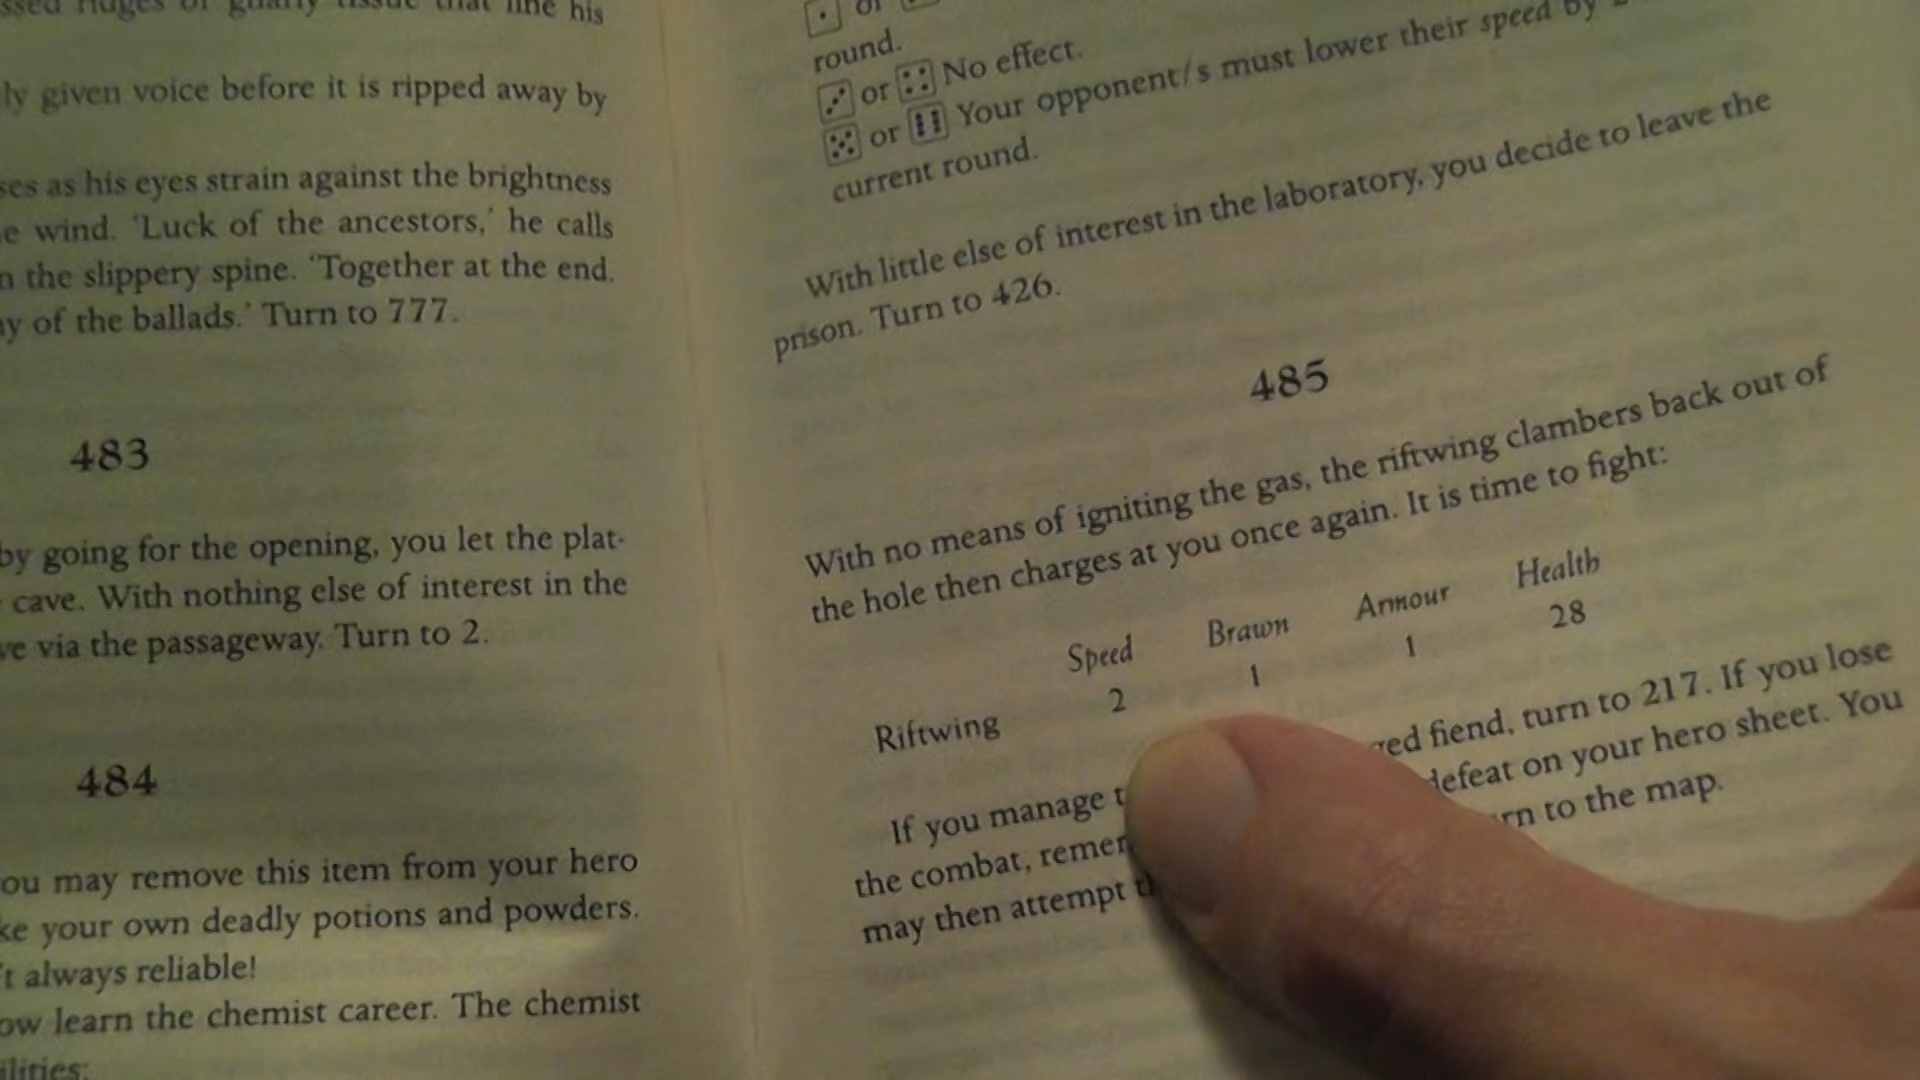 his
given voice before it is ripped away by
as his eyes strain against the brightness
wind. 'Luck of the ancestors,' he calls
the slippery spine. 'Together at the end.
of the ballads.' Turn to 777.
483
by going for the opening, you let the plat-
cave. With nothing else of interest in the
via the passageway. Turn to 2.
484
may remove this item from your hero
your own deadly potions and powders.
always reliable!
learn the chemist career. The chemist
or
round.
or No effect.
or Your opponent/s must lower their speed by
current round.
With little else of interest in the laboratory, you decide to leave the
prison. Turn to 426.
485
With no means of igniting the gas, the riftwing clambers back out of
the hole then charges at you once again. It is time to fight:
Speed Brawn Armour Health
Riftwing 2 1 1 28
If you manage fiend, turn to 217. If you lose
the combat, defeat on your hero sheet. You
may then attempt to the map.